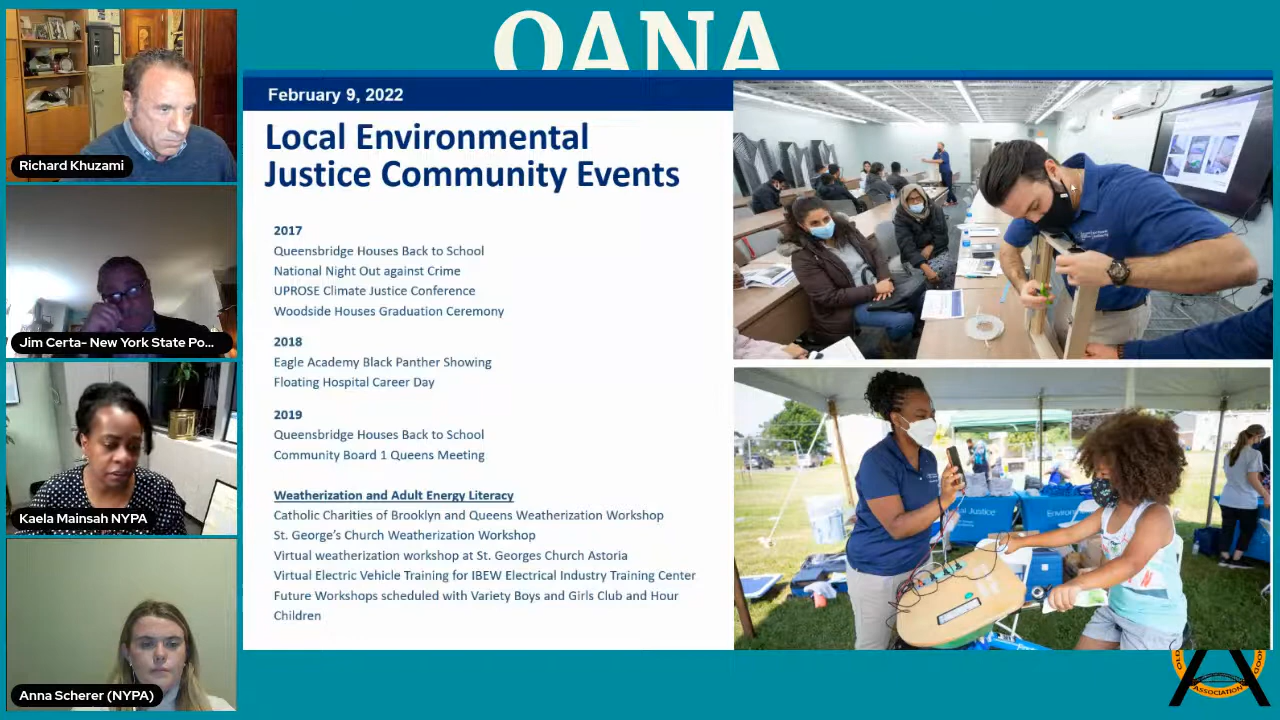 OANA
February 9, 2022
Local Environmental
Justice Community Events
2017
Queensbridge Houses Back to School
National Night Out against Crime
UPROSE Climate Justice Conference
Woodside Houses Graduation Ceremony
2018
Eagle Academy Black Panther Showing
Floating Hospital Career Day
2019
Queensbridge Houses Back to School
Community Board 1 Queens Meeting
Weatherization and Adult Energy Literacy
Catholic Charities of Brooklyn and Queens Weatherization Workshop
St. George's Church Weatherization Workshop
Virtual weatherization workshop at St. Georges Church Astoria
Virtual Electric Vehicle Training for IBEW Electrical Industry Training Center
Future Workshops scheduled with Variety Boys and Girls Club and Hour
Children
Richard Khuzami
Jim Certa- New York State Po...
Kaela Mainsah NYPA
Anna Scherer (NYPA)
Justice
ASSOCIATION